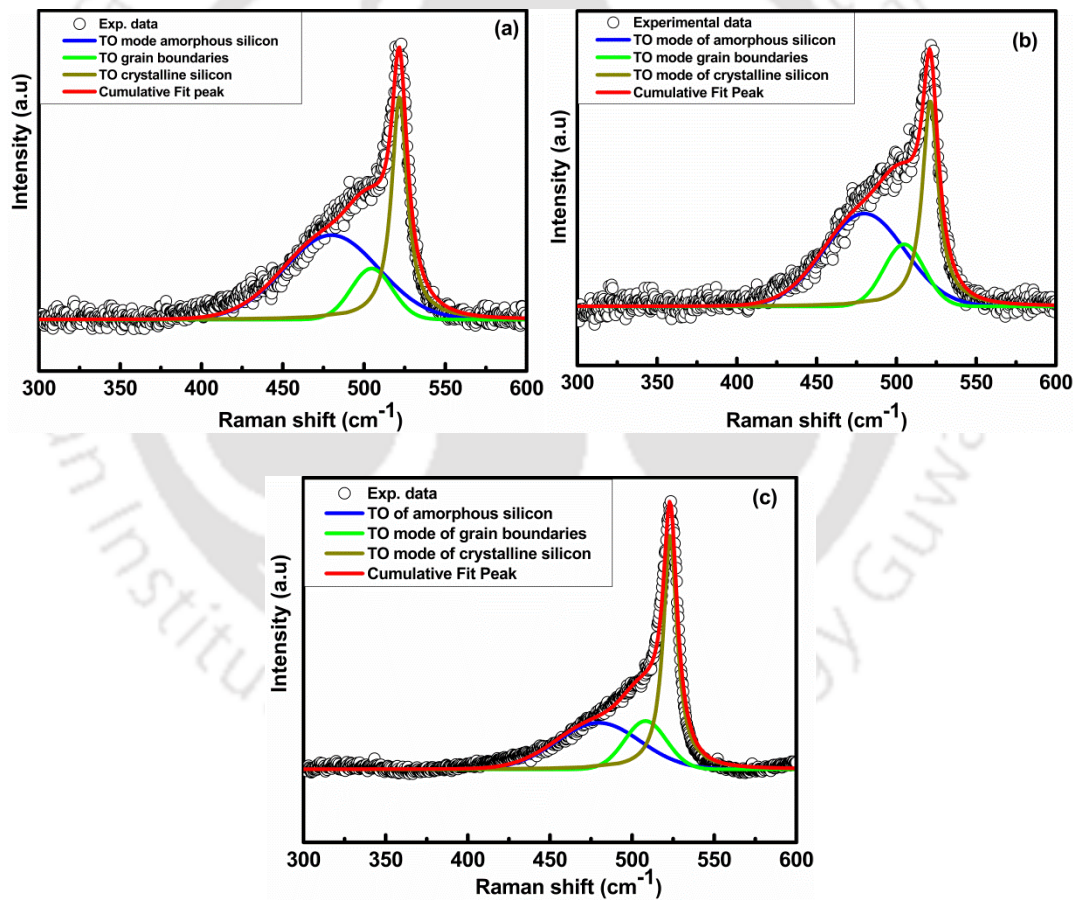 Exp. data
TO mode amorphous silicon
TO grain boundaries
TO crystalline silicon
Cumulative Fit peak
(a)
Intensity (a.u)
300 350 400 450 500 550 600
Raman shift (cm-1)
Experimental data
TO mode of amorphous silicon
TO mode grain boundaries
TO mode of crystalline silicon
Cumulative Fit Peak
(b)
Intensity (a.u)
300 350 400 450 500 550 600
Raman shift (cm-1)
Exp. data
TO of amorphous silicon
TO mode of grain boundaries
TO mode of crystalline silicon
Cumulative Fit Peak
(c)
Intensity (a.u)
300 350 400 450 500 550 600
Raman shift (cm-1)